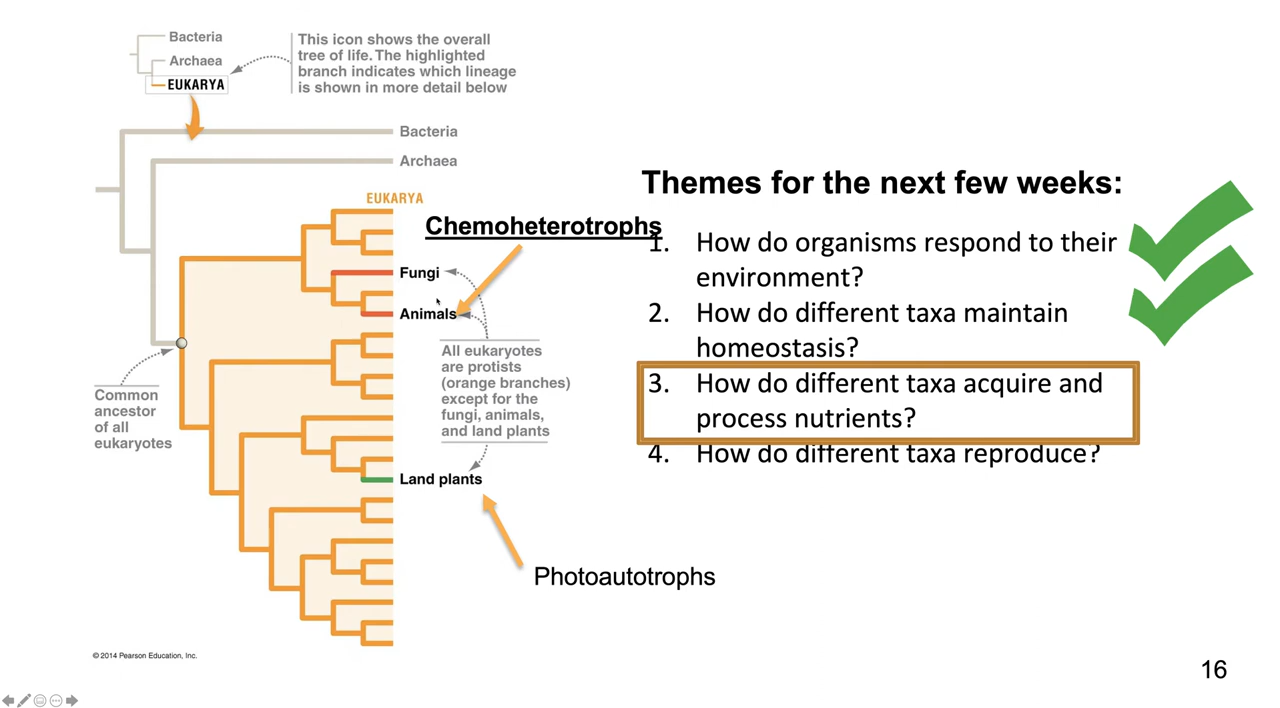 Bacteria
Archaea
EUKARYA
This icon shows the overall
tree of life. The highlighted
branch indicates which lineage
is shown in more detail below
Bacteria
Archaea
EUKARYA
Chemoheterotrophs
Fungi
Animals
All eukaryotes
are protists
(orange branches)
except for the
fungi, animals,
and land plants
Common
ancestor
of all
eukaryotes
Land plants
Photoautotrophs
© 2014 Pearson Education, Inc.
Themes for the next few weeks:
1. How do organisms respond to their
environment?
2. How do different taxa maintain
homeostasis?
3. How do different taxa acquire and
process nutrients?
4. How do different taxa reproduce?
16